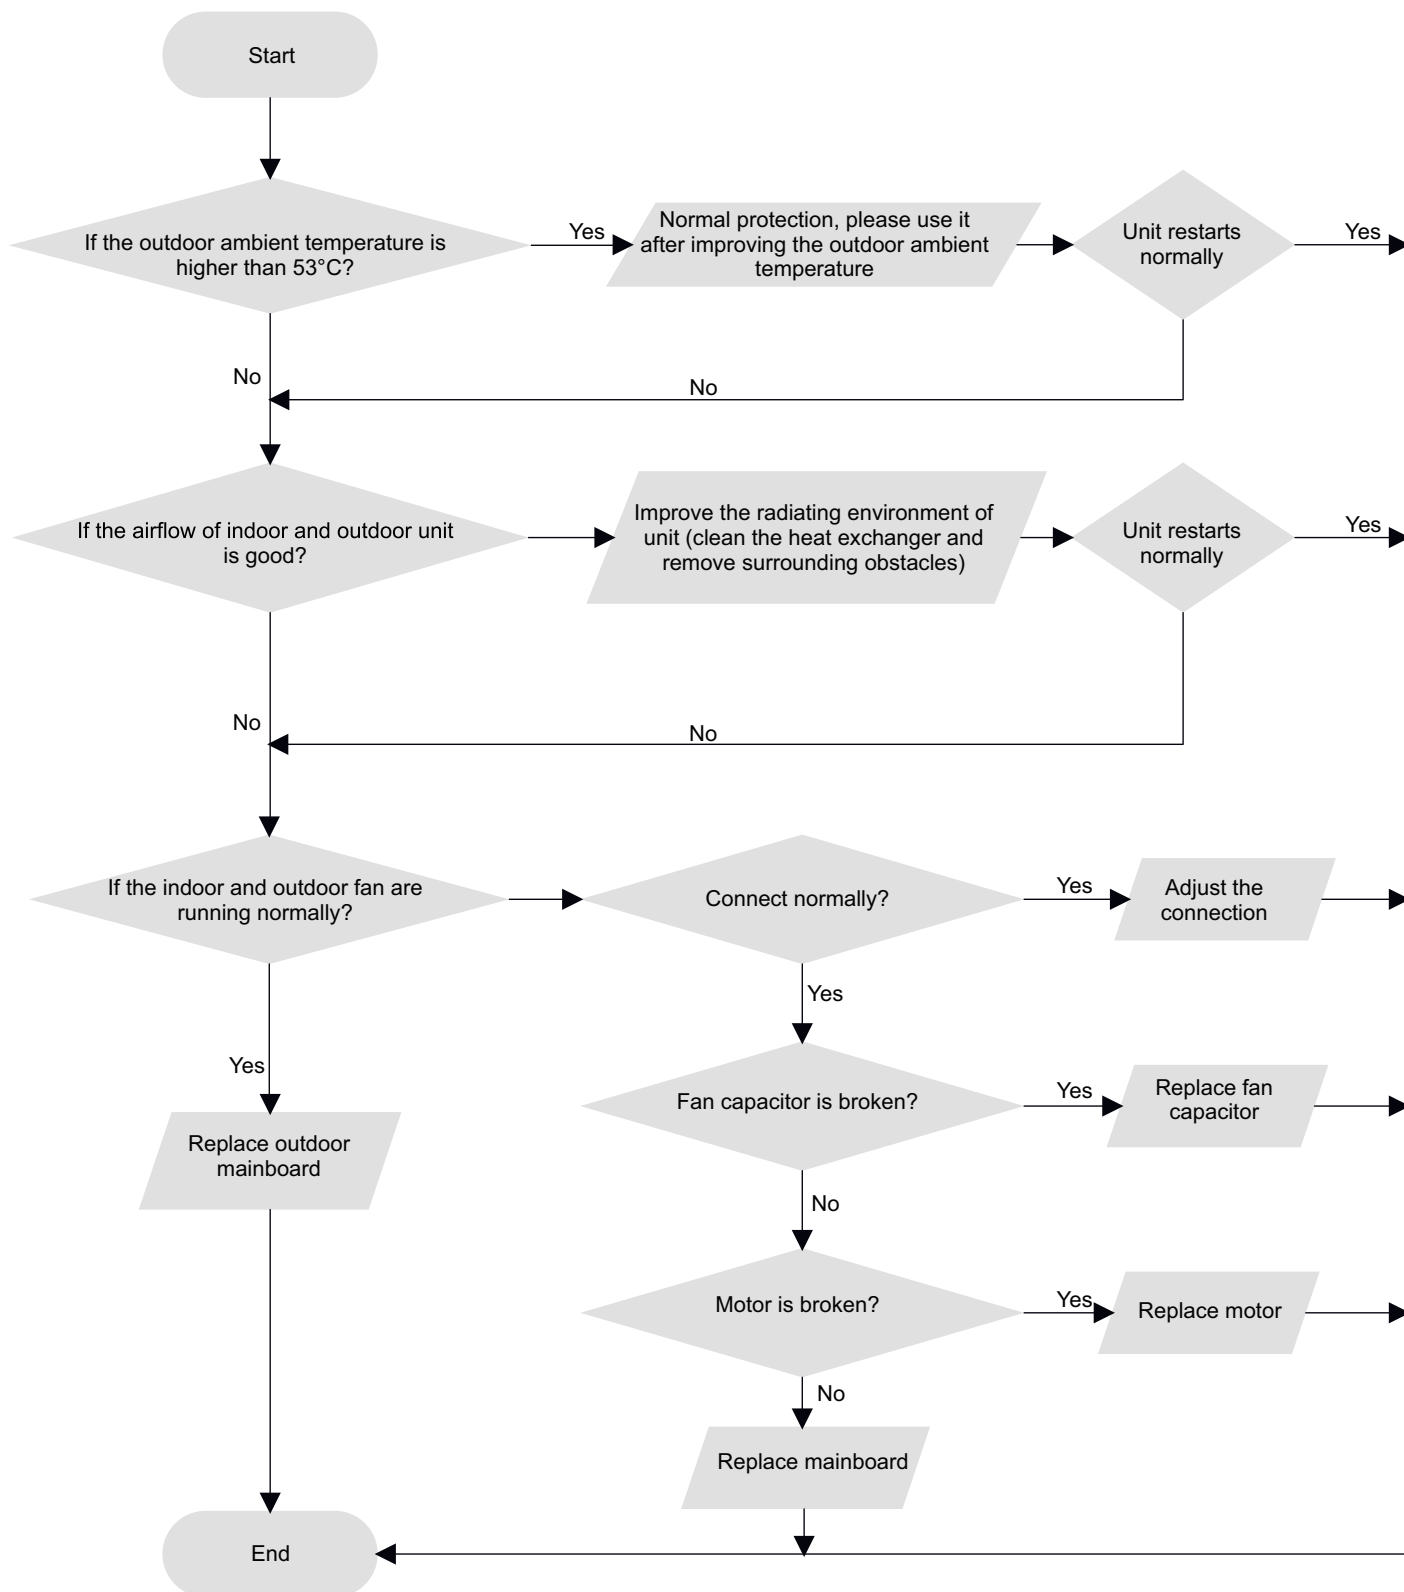 Start
If the outdoor ambient temperature is
higher than 53°C?
Yes
Normal protection, please use it
after improving the outdoor ambient
temperature
Unit restarts
normally
Yes
No
No
If the airflow of indoor and outdoor unit
is good?
Improve the radiating environment of
unit (clean the heat exchanger and
remove surrounding obstacles)
Unit restarts
normally
Yes
No
No
If the indoor and outdoor fan are
running normally?
Connect normally?
Yes
Adjust the
connection
Yes
Yes
Fan capacitor is broken?
Yes
Replace fan
capacitor
Replace outdoor
mainboard
No
Motor is broken?
Yes
Replace motor
No
Replace mainboard
End